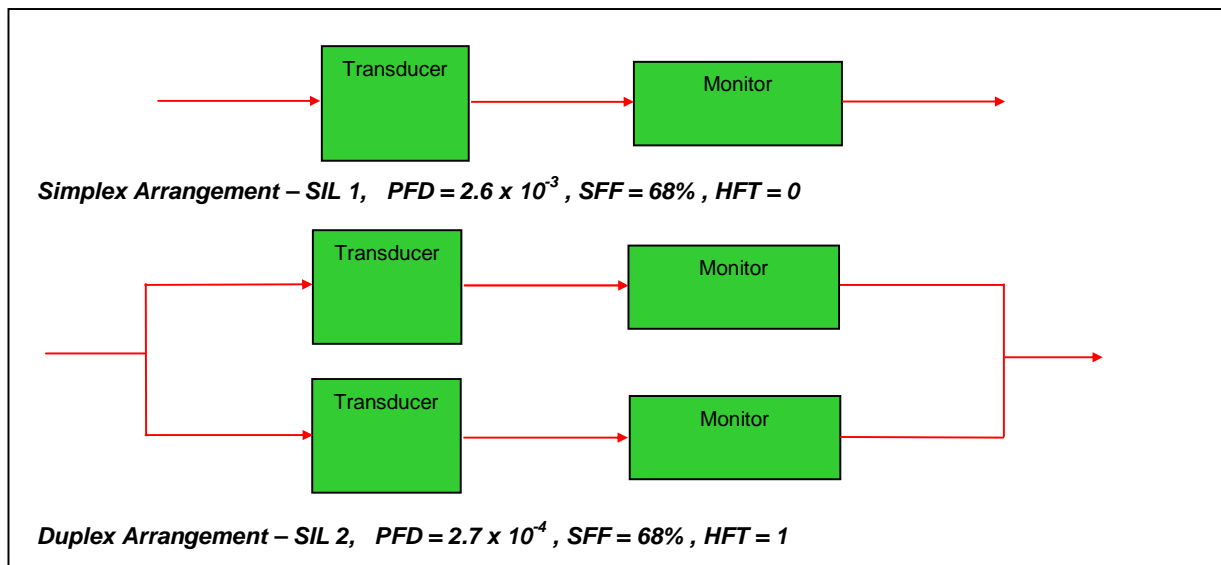 Transducer
Monitor
Simplex Arrangement – SIL 1, PFD = 2.6 x 10⁻³ , SFF = 68% , HFT = 0
Transducer
Monitor
Transducer
Monitor
Duplex Arrangement – SIL 2, PFD = 2.7 x 10⁻⁴ , SFF = 68% , HFT = 1